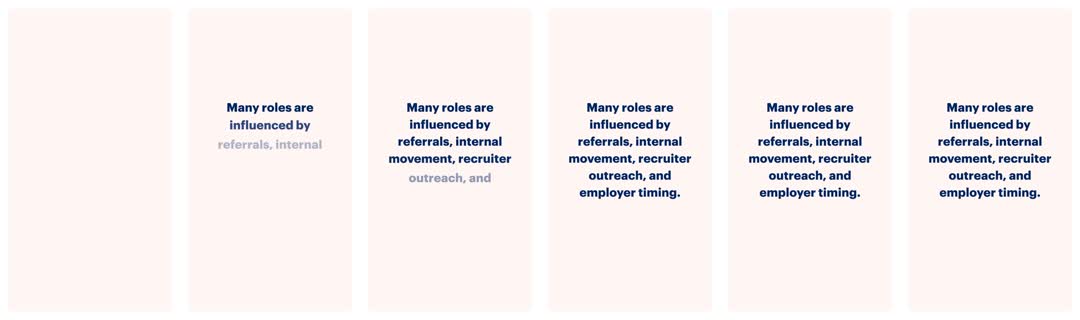 Many roles are
influenced by
referrals, internal
Many roles are
influenced by
referrals, internal
movement, recruiter
outreach, and
Many roles are
influenced by
referrals, internal
movement, recruiter
outreach, and
employer timing.
Many roles are
influenced by
referrals, internal
movement, recruiter
outreach, and
employer timing.
Many roles are
influenced by
referrals, internal
movement, recruiter
outreach, and
employer timing.